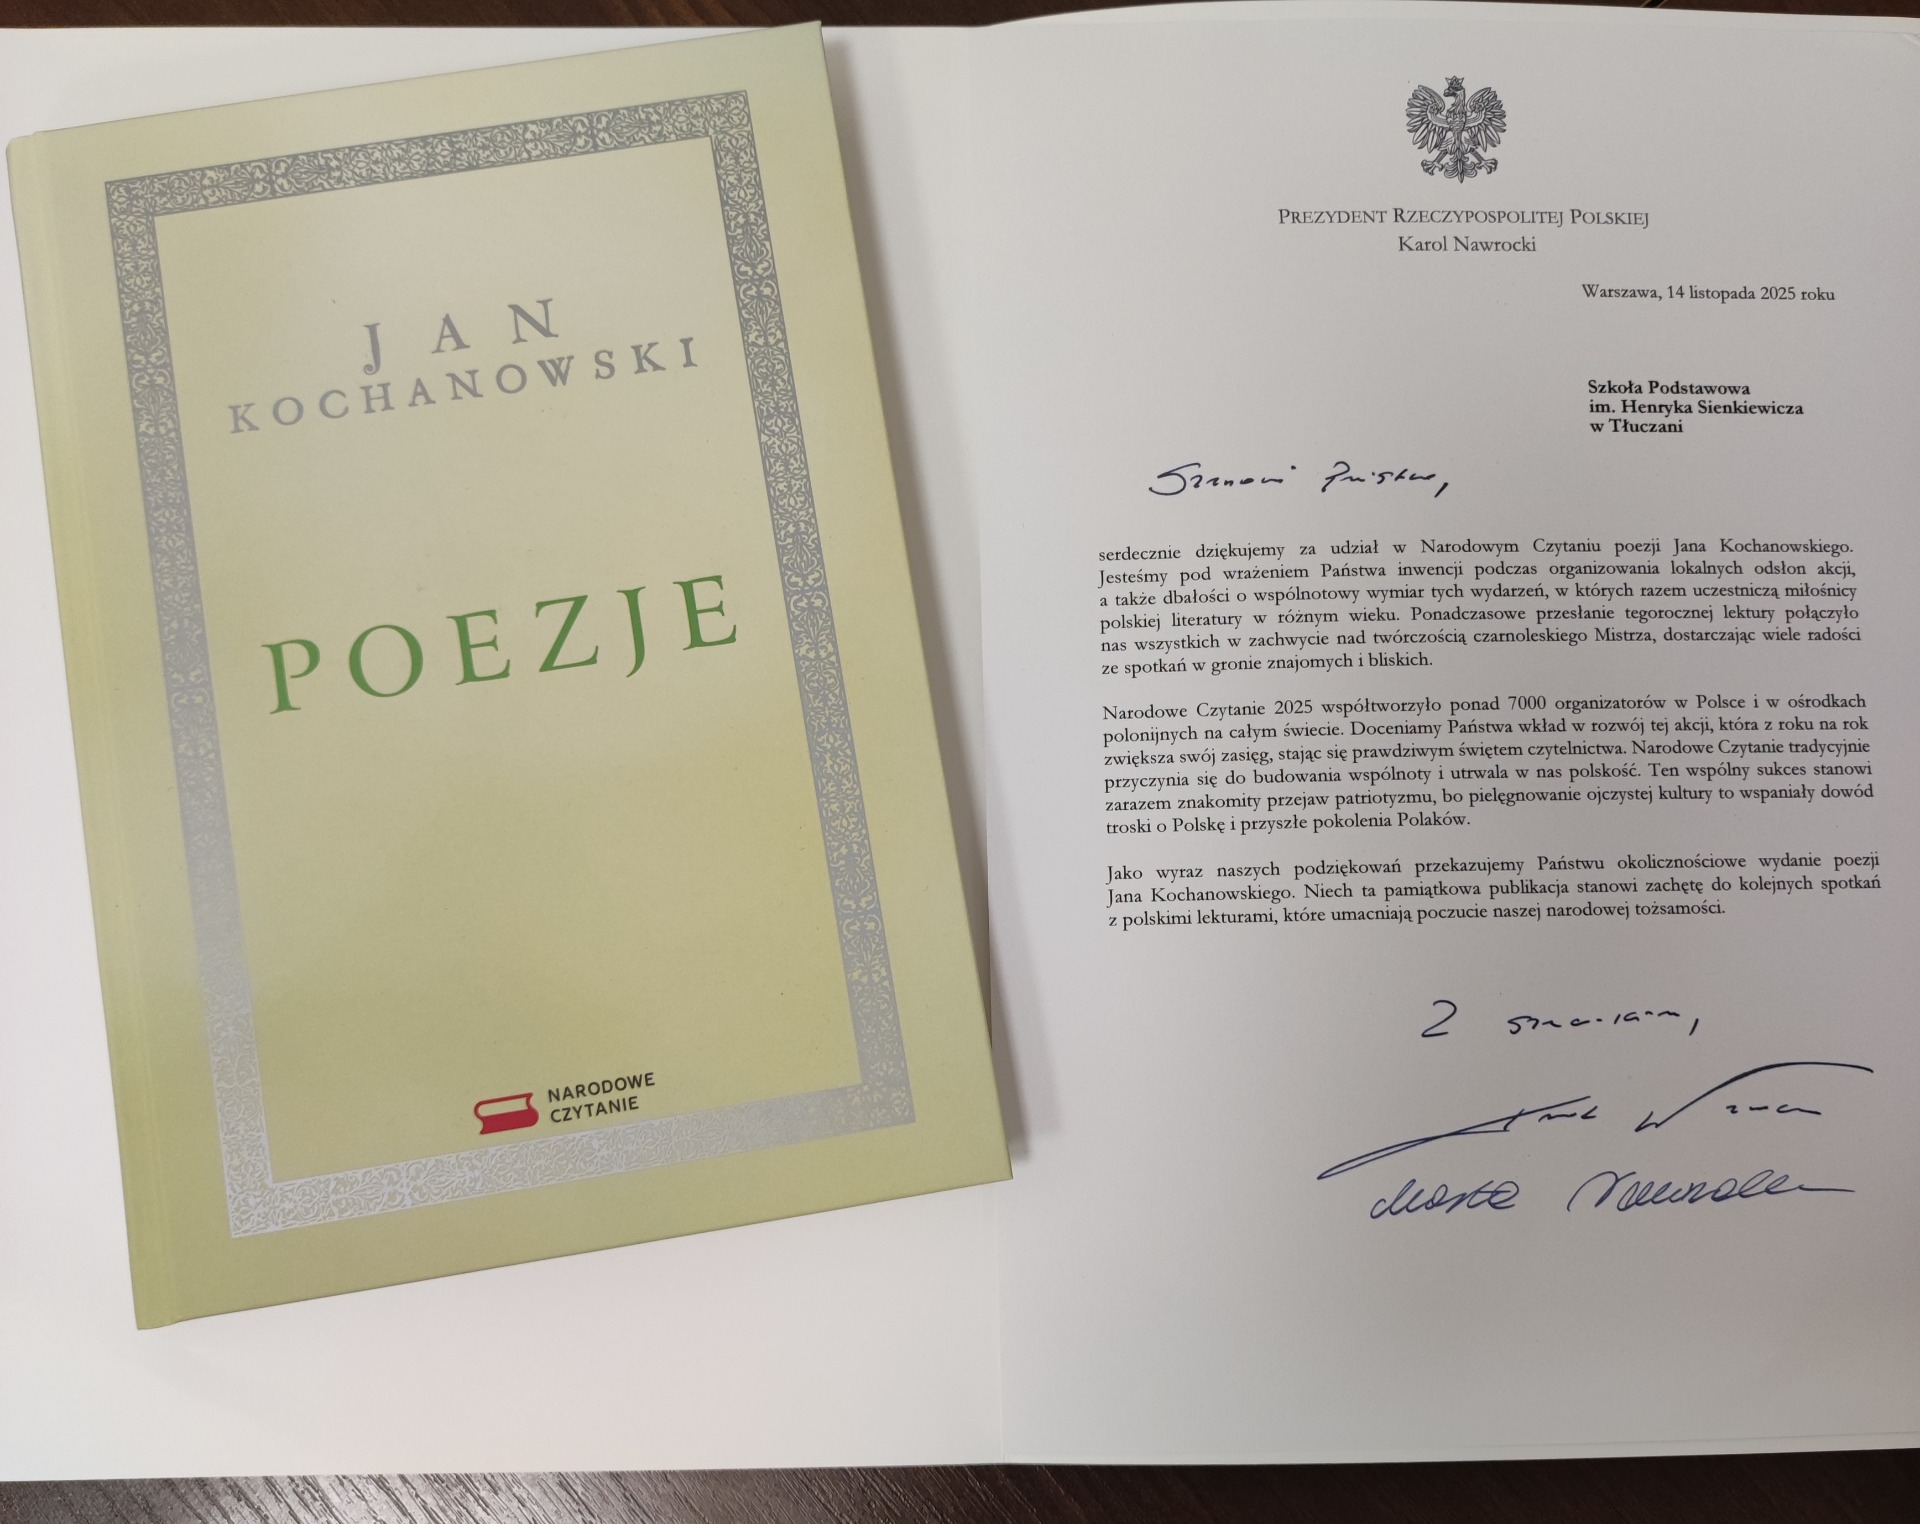 JAN
KOCHANOWSKI
POEZJE
NARODOWE
CZYTANIE
PREZYDENT RZECZYPOSPOLITEJ POLSKIEJ
Karol Nawrocki
Warszawa, 14 listopada 2025 roku
Szkoła Podstawowa
im. Henryka Sienkiewicza
w Tłuczani
Szanowni Państwo,
serdecznie dziękujemy za udział w Narodowym Czytaniu poezji Jana Kochanowskiego.
Jesteśmy pod wrażeniem Państwa inwencji podczas organizowania lokalnych odsłon akcji,
a także dbałości o wspólnotowy wymiar tych wydarzeń, w których razem uczestniczą miłośnicy
polskiej literatury w różnym wieku. Ponadczasowe przesłanie tegorocznej lektury połączyło
nas wszystkich w zachwycie nad twórczością czarnoleskiego Mistrza, dostarczając wiele radości
ze spotkań w gronie znajomych i bliskich.
Narodowe Czytanie 2025 współtworzyło ponad 7000 organizatorów w Polsce i w ośrodkach
polonijnych na całym świecie. Doceniamy Państwa wkład w rozwój tej akcji, która z roku na rok
zwiększa swój zasięg, stając się prawdziwym świętem czytelnictwa. Narodowe Czytanie tradycyjnie
przyczynia się do budowania wspólnoty i utrwala w nas polskość. Ten wspólny sukces stanowi
zarazem znakomity przejaw patriotyzmu, bo pielęgnowanie ojczystej kultury to wspaniały dowód
troski o Polskę i przyszłe pokolenia Polaków.
Jako wyraz naszych podziękowań przekazujemy Państwu okolicznościowe wydanie poezji
Jana Kochanowskiego. Niech ta pamiątkowa publikacja stanowi zachętę do kolejnych spotkań
z polskimi lekturami, które umacniają poczucie naszej narodowej tożsamości.
Z szacunkiem,
Marta Nawrocka